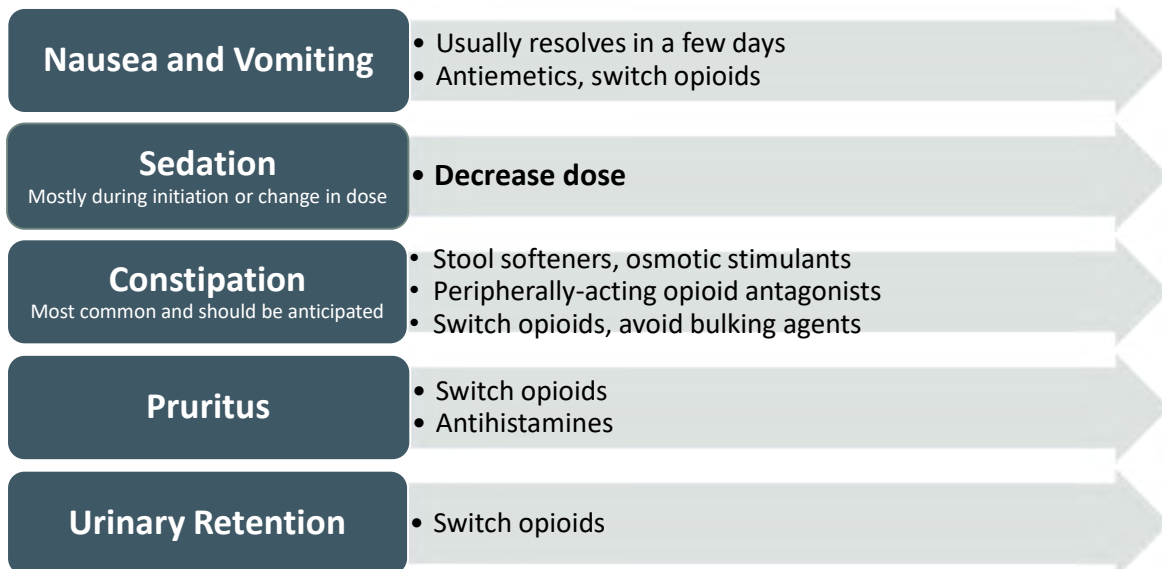 Nausea and Vomiting
• Usually resolves in a few days
• Antiemetics, switch opioids
Sedation
Mostly during initiation or change in dose
• Decrease dose
Constipation
Most common and should be anticipated
• Stool softeners, osmotic stimulants
• Peripherally-acting opioid antagonists
• Switch opioids, avoid bulking agents
Pruritus
• Switch opioids
• Antihistamines
Urinary Retention
• Switch opioids